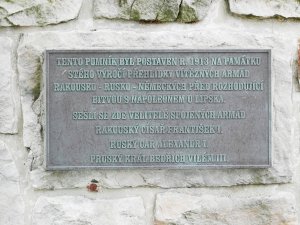 TENTO POMNÍK BYL POSTAVEN R. 1913 NA PAMÁTKU
STÉHO VÝROČÍ PŘEHLÍDKY VÍTĚZNÝCH ARMÁD
RAKOUSKO - RUSKO - NĚMECKÝCH PŘED ROZHODUJÍCÍ
BITVOU S NAPOLEONEM U LIPSKA.
SEŠLI SE ZDE VELITELÉ SPOJENÝCH ARMÁD
RAKOUSKÝ CÍSAŘ FRANTIŠEK I.
RUSKÝ CAR ALEXANDR I.
PRUSKÝ KRÁL BEDŘICH VILÉM III.